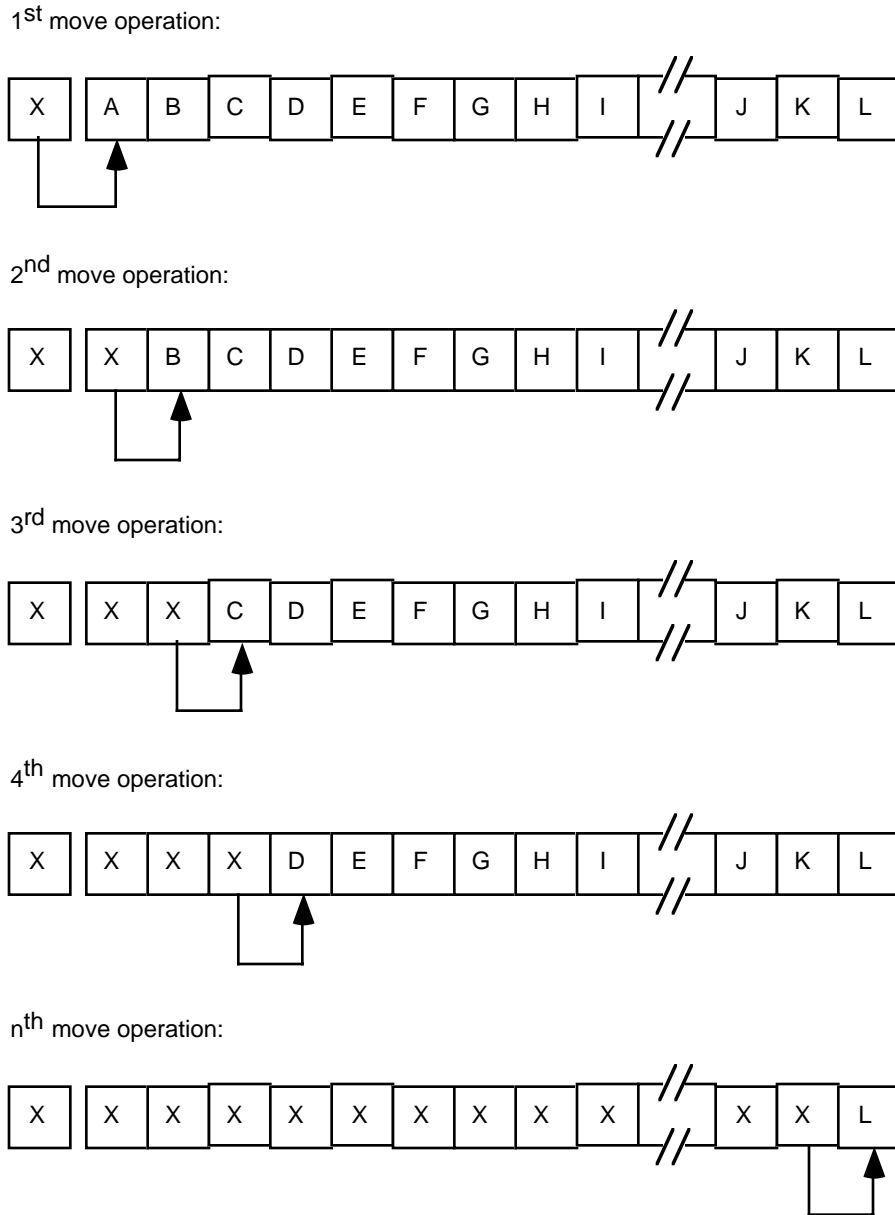 1st move operation:
X A B C D E F G H I J K L
2nd move operation:
X X B C D E F G H I J K L
3rd move operation:
X X X C D E F G H I J K L
4th move operation:
X X X X D E F G H I J K L
nth move operation:
X X X X X X X X X X X X L